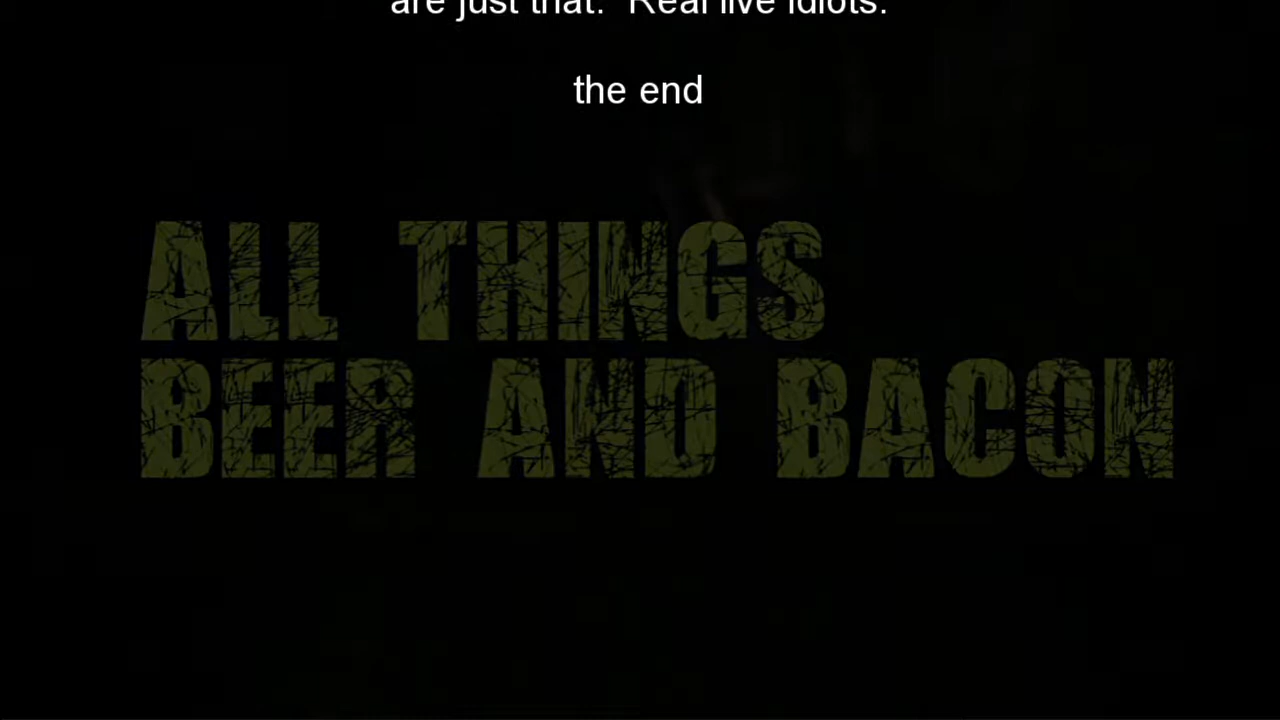 are just that.  Real live idiots.
the end
ALL THINGS
BEER AND BACON